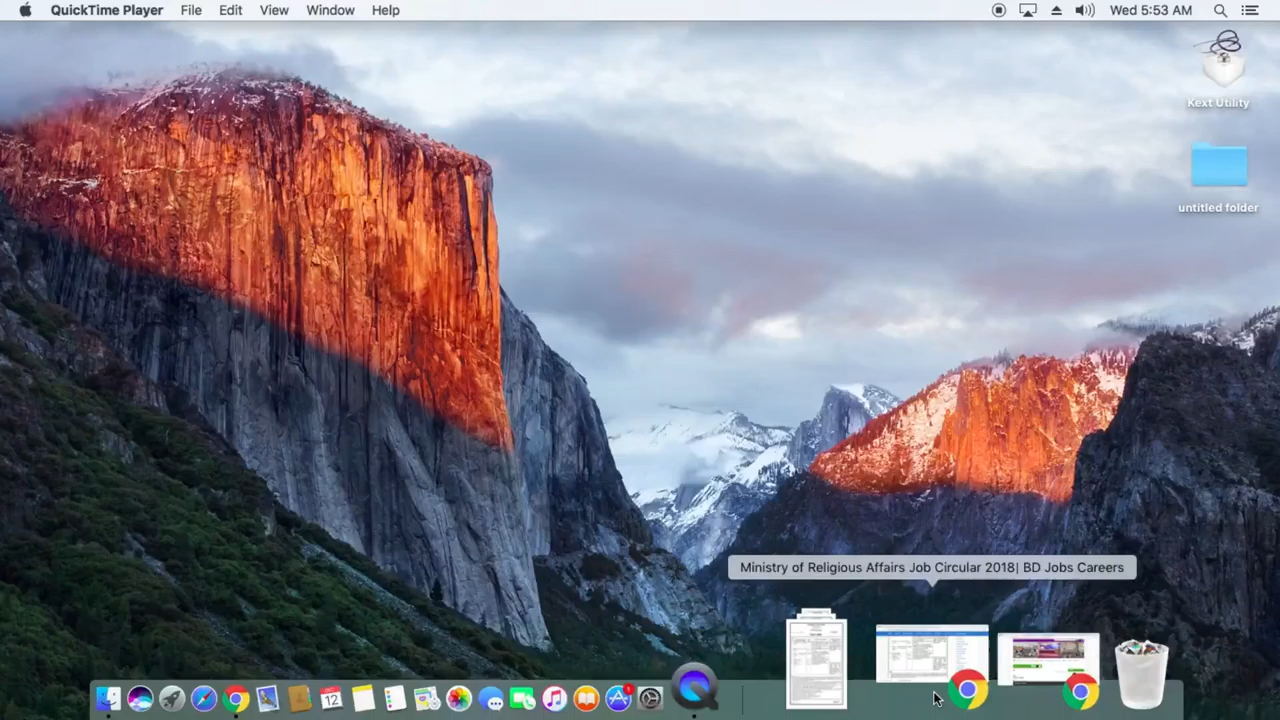 QuickTime Player File Edit View Window Help Wed 5:53 AM
Kext Utility
untitled folder
Ministry of Religious Affairs Job Circular 2018| BD Jobs Careers
12